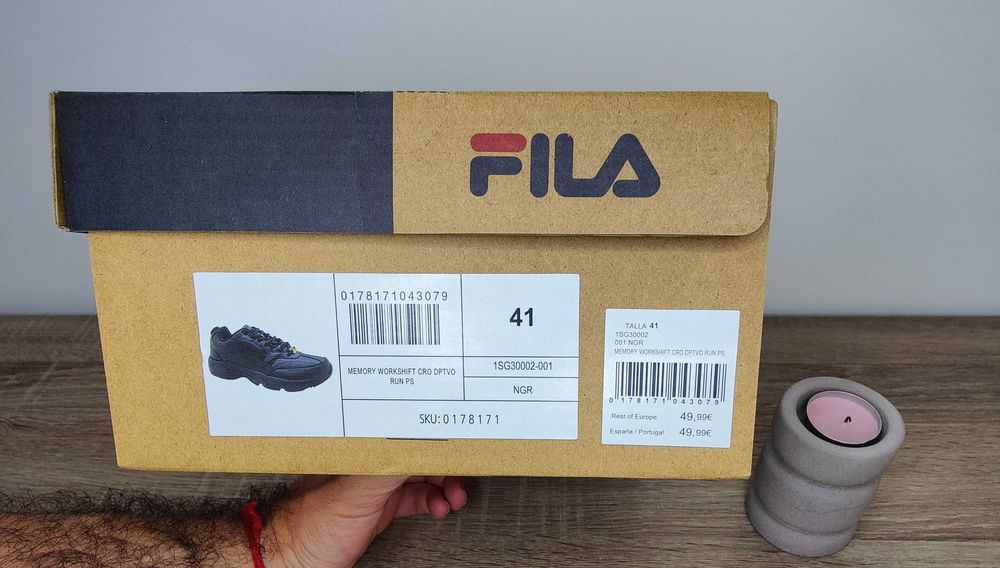 FILA
0178171043079
MEMORY WORKSHIFT CRO DPTVO
RUN PS
41
1SG30002-001
NGR
SKU:0178171
TALLA 41
1SG30002
001 NGR
MEMORY WORKSHIFT CRO DPTVO RUN PS
0178171043079
Rest of Europe 49,99€
España / Portugal 49,99€